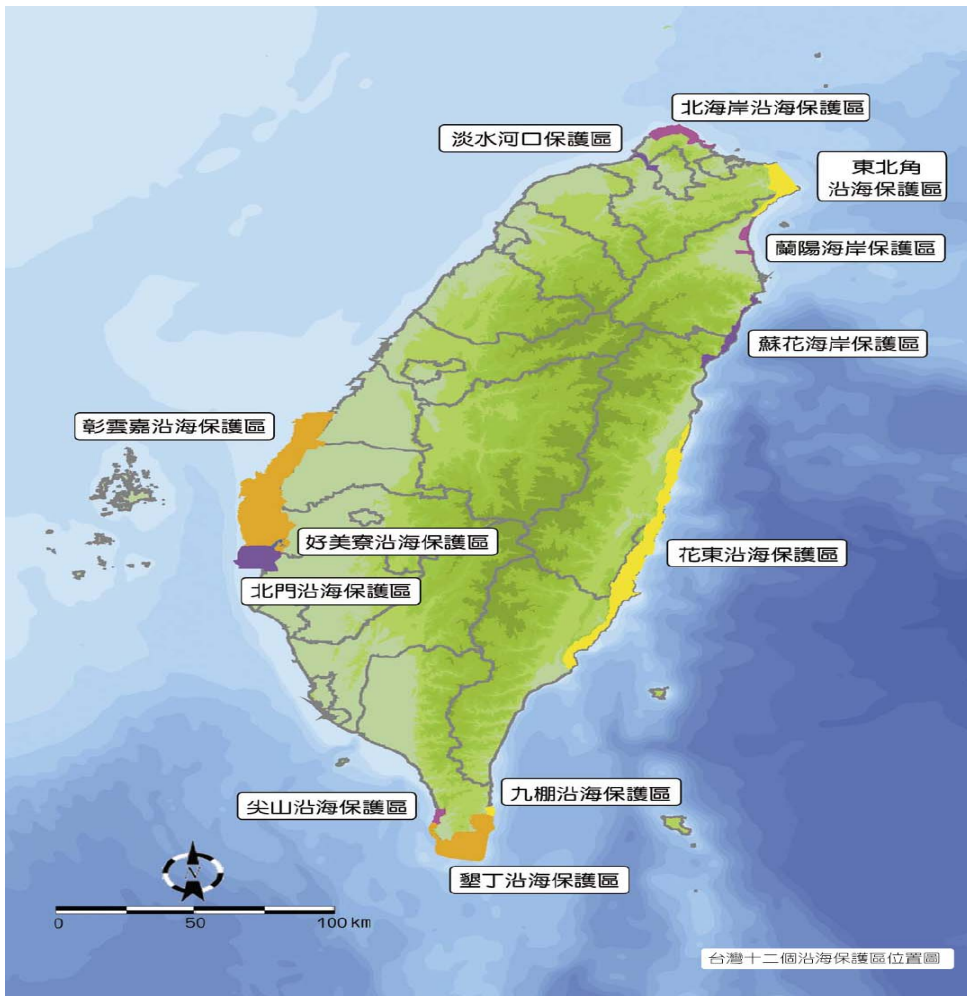 北海岸沿海保護區
淡水河口保護區
東北角
沿海保護區
蘭陽海岸保護區
蘇花海岸保護區
彰雲嘉沿海保護區
好美寮沿海保護區
花東沿海保護區
北門沿海保護區
九棚沿海保護區
尖山沿海保護區
墾丁沿海保護區
N
0 50 100 km
台灣十二個沿海保護區位置圖